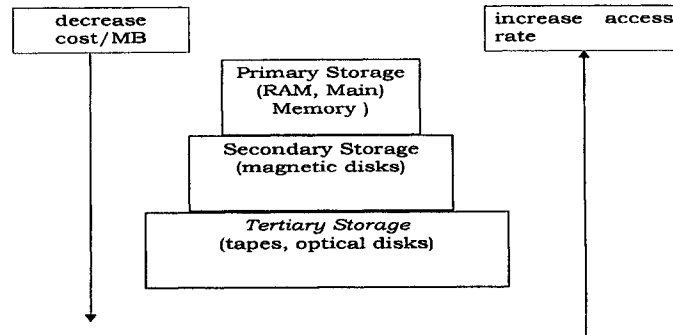 decrease
cost/MB
increase access
rate
Primary Storage
(RAM, Main)
Memory )
Secondary Storage
(magnetic disks)
Tertiary Storage
(tapes, optical disks)